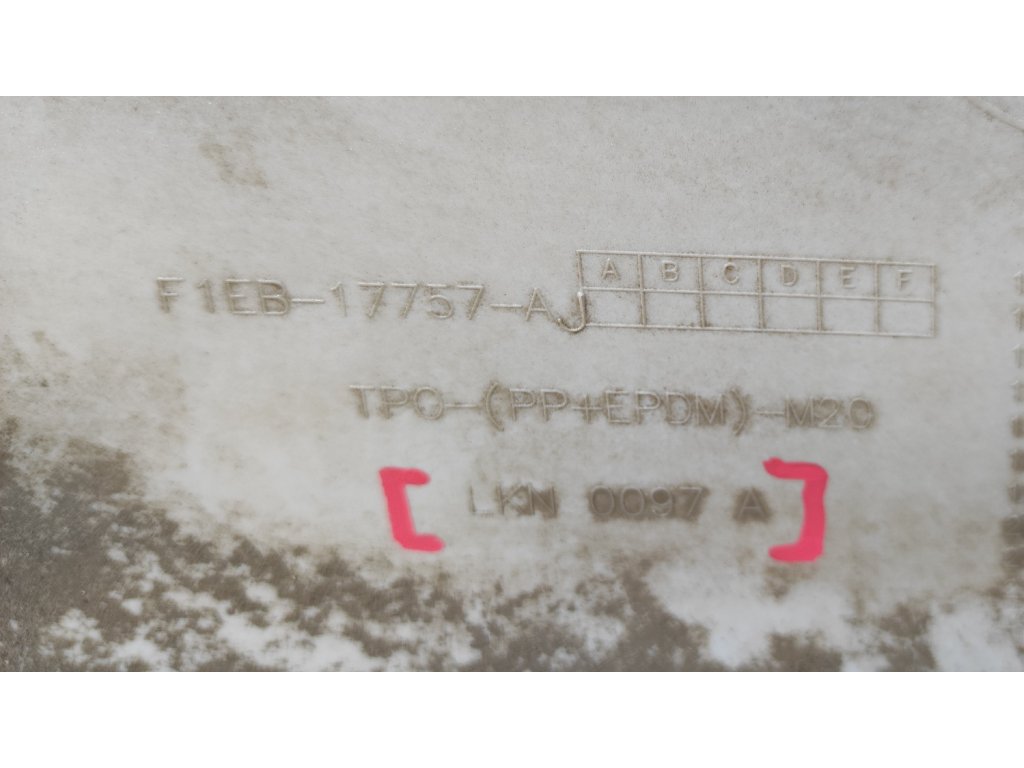 A B C D E F
F1EB-17757-AJ
TPO-(PP+EPDM)-M20
LKN 0097 A